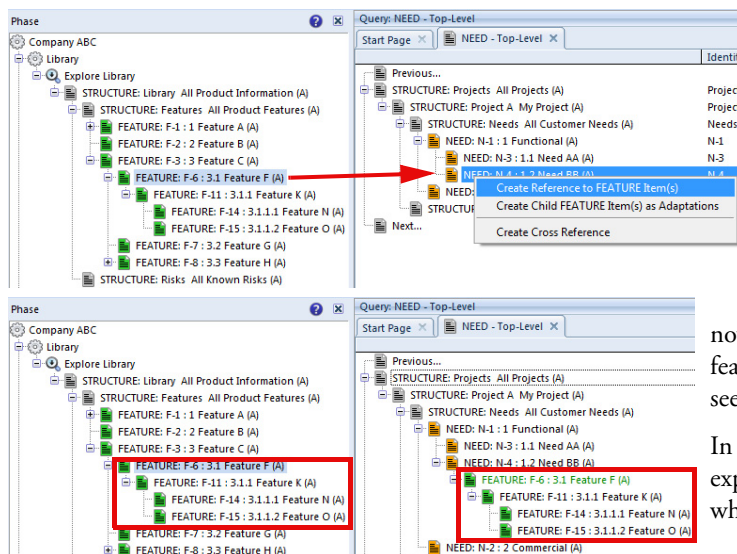 Phase
Company ABC
Library
Explore Library
STRUCTURE: Library All Product Information (A)
STRUCTURE: Features All Product Features (A)
FEATURE: F-1 : 1 Feature A (A)
FEATURE: F-2 : 2 Feature B (A)
FEATURE: F-3 : 3 Feature C (A)
FEATURE: F-6 : 3.1 Feature F (A)
FEATURE: F-11 : 3.1.1 Feature K (A)
FEATURE: F-14 : 3.1.1.1 Feature N (A)
FEATURE: F-15 : 3.1.1.2 Feature O (A)
FEATURE: F-7 : 3.2 Feature G (A)
FEATURE: F-8 : 3.3 Feature H (A)
STRUCTURE: Risks All Known Risks (A)
Query: NEED - Top-Level
Start Page NEED - Top-Level
Identi
Previous...
STRUCTURE: Projects All Projects (A) Projec
STRUCTURE: Project A My Project (A) Projec
STRUCTURE: Needs All Customer Needs (A) Needs
NEED: N-1 : 1 Functional (A) N-1
NEED: N-3 : 1.1 Need AA (A) N-3
NEED: N-4 : 1.2 Need BB (A) N-4
NEED:
STRUCTU
Next...
Create Reference to FEATURE Item(s)
Create Child FEATURE Item(s) as Adaptations
Create Cross Reference
Phase
Company ABC
Library
Explore Library
STRUCTURE: Library All Product Information (A)
STRUCTURE: Features All Product Features (A)
FEATURE: F-1 : 1 Feature A (A)
FEATURE: F-2 : 2 Feature B (A)
FEATURE: F-3 : 3 Feature C (A)
FEATURE: F-6 : 3.1 Feature F (A)
FEATURE: F-11 : 3.1.1 Feature K (A)
FEATURE: F-14 : 3.1.1.1 Feature N (A)
FEATURE: F-15 : 3.1.1.2 Feature O (A)
FEATURE: F-7 : 3.2 Feature G (A)
FEATURE: F-8 : 3.3 Feature H (A)
Query: NEED - Top-Level
Start Page NEED - Top-Level
Previous...
STRUCTURE: Projects All Projects (A)
STRUCTURE: Project A My Project (A)
STRUCTURE: Needs All Customer Needs (A)
NEED: N-1 : 1 Functional (A)
NEED: N-3 : 1.1 Need AA (A)
NEED: N-4 : 1.2 Need BB (A)
FEATURE: F-6 : 3.1 Feature F (A)
FEATURE: F-11 : 3.1.1 Feature K (A)
FEATURE: F-14 : 3.1.1.1 Feature N (A)
FEATURE: F-15 : 3.1.1.2 Feature O (A)
NEED: N-2 : 2 Commercial (A)
no
fea
see
In
exp
wh